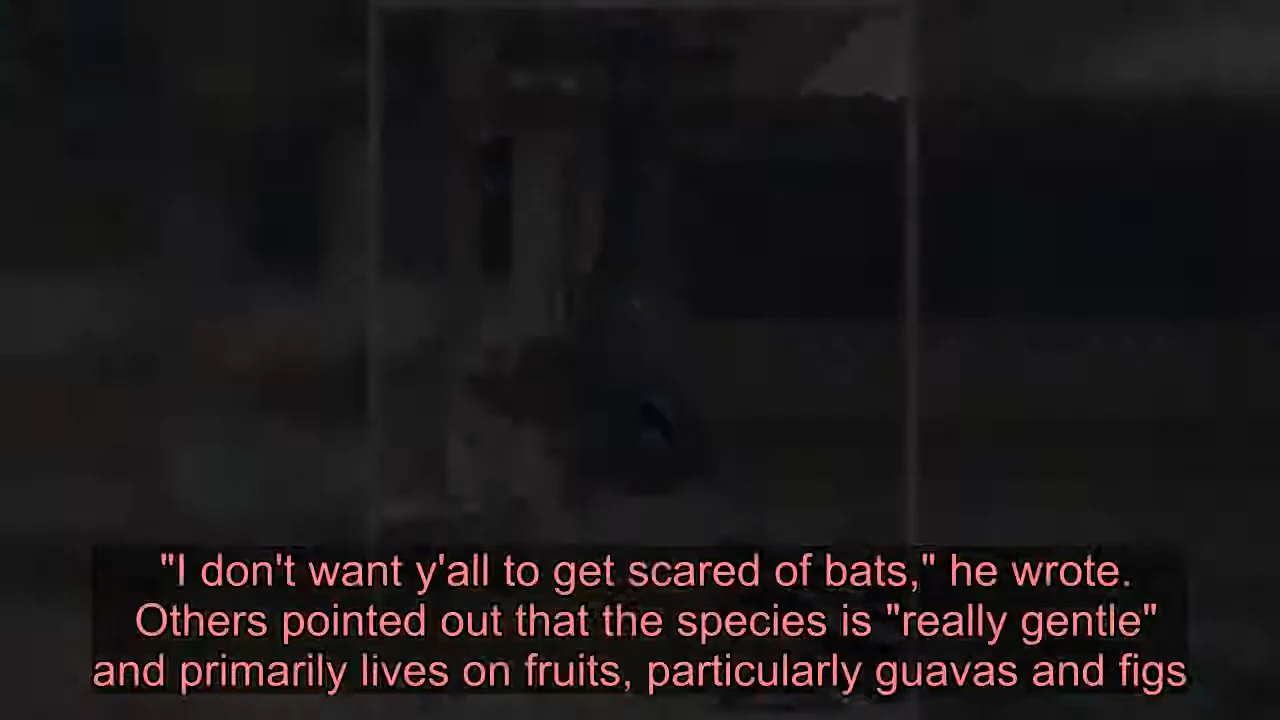 "I don't want y'all to get scared of bats," he wrote.
Others pointed out that the species is "really gentle"
and primarily lives on fruits, particularly guavas and figs